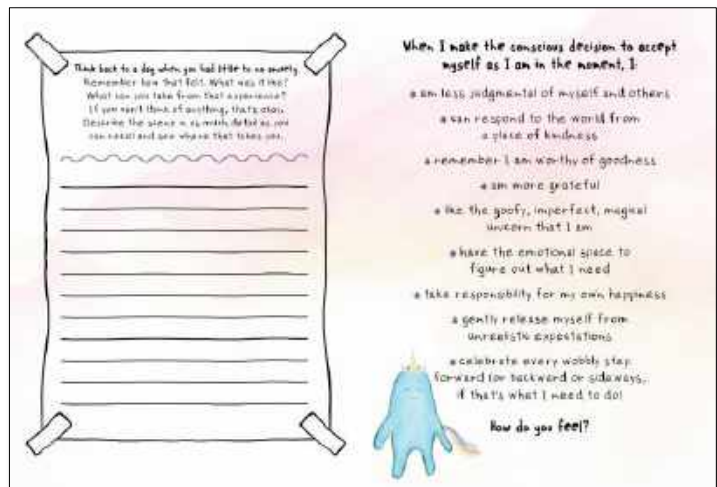 Think back to a day when you had little to no anxiety.
Remember how that felt. What was it like?
What can you take from that experience?
If you can't think of anything, that's okay.
Describe the scene in as much detail as you
can recall and see where that takes you.
When I make the conscious decision to accept
myself as I am in the moment, I:
am less judgmental of myself and others
can respond to the world from
a place of kindness
remember I am worthy of goodness
am more grateful
like the goofy, imperfect, magical
unicorn that I am
have the emotional space to
figure out what I need
take responsibility for my own happiness
gently release myself from
unrealistic expectations
celebrate every wobbly step
forward (or backward or sideways,
if that's what I need to do)
How do you feel?